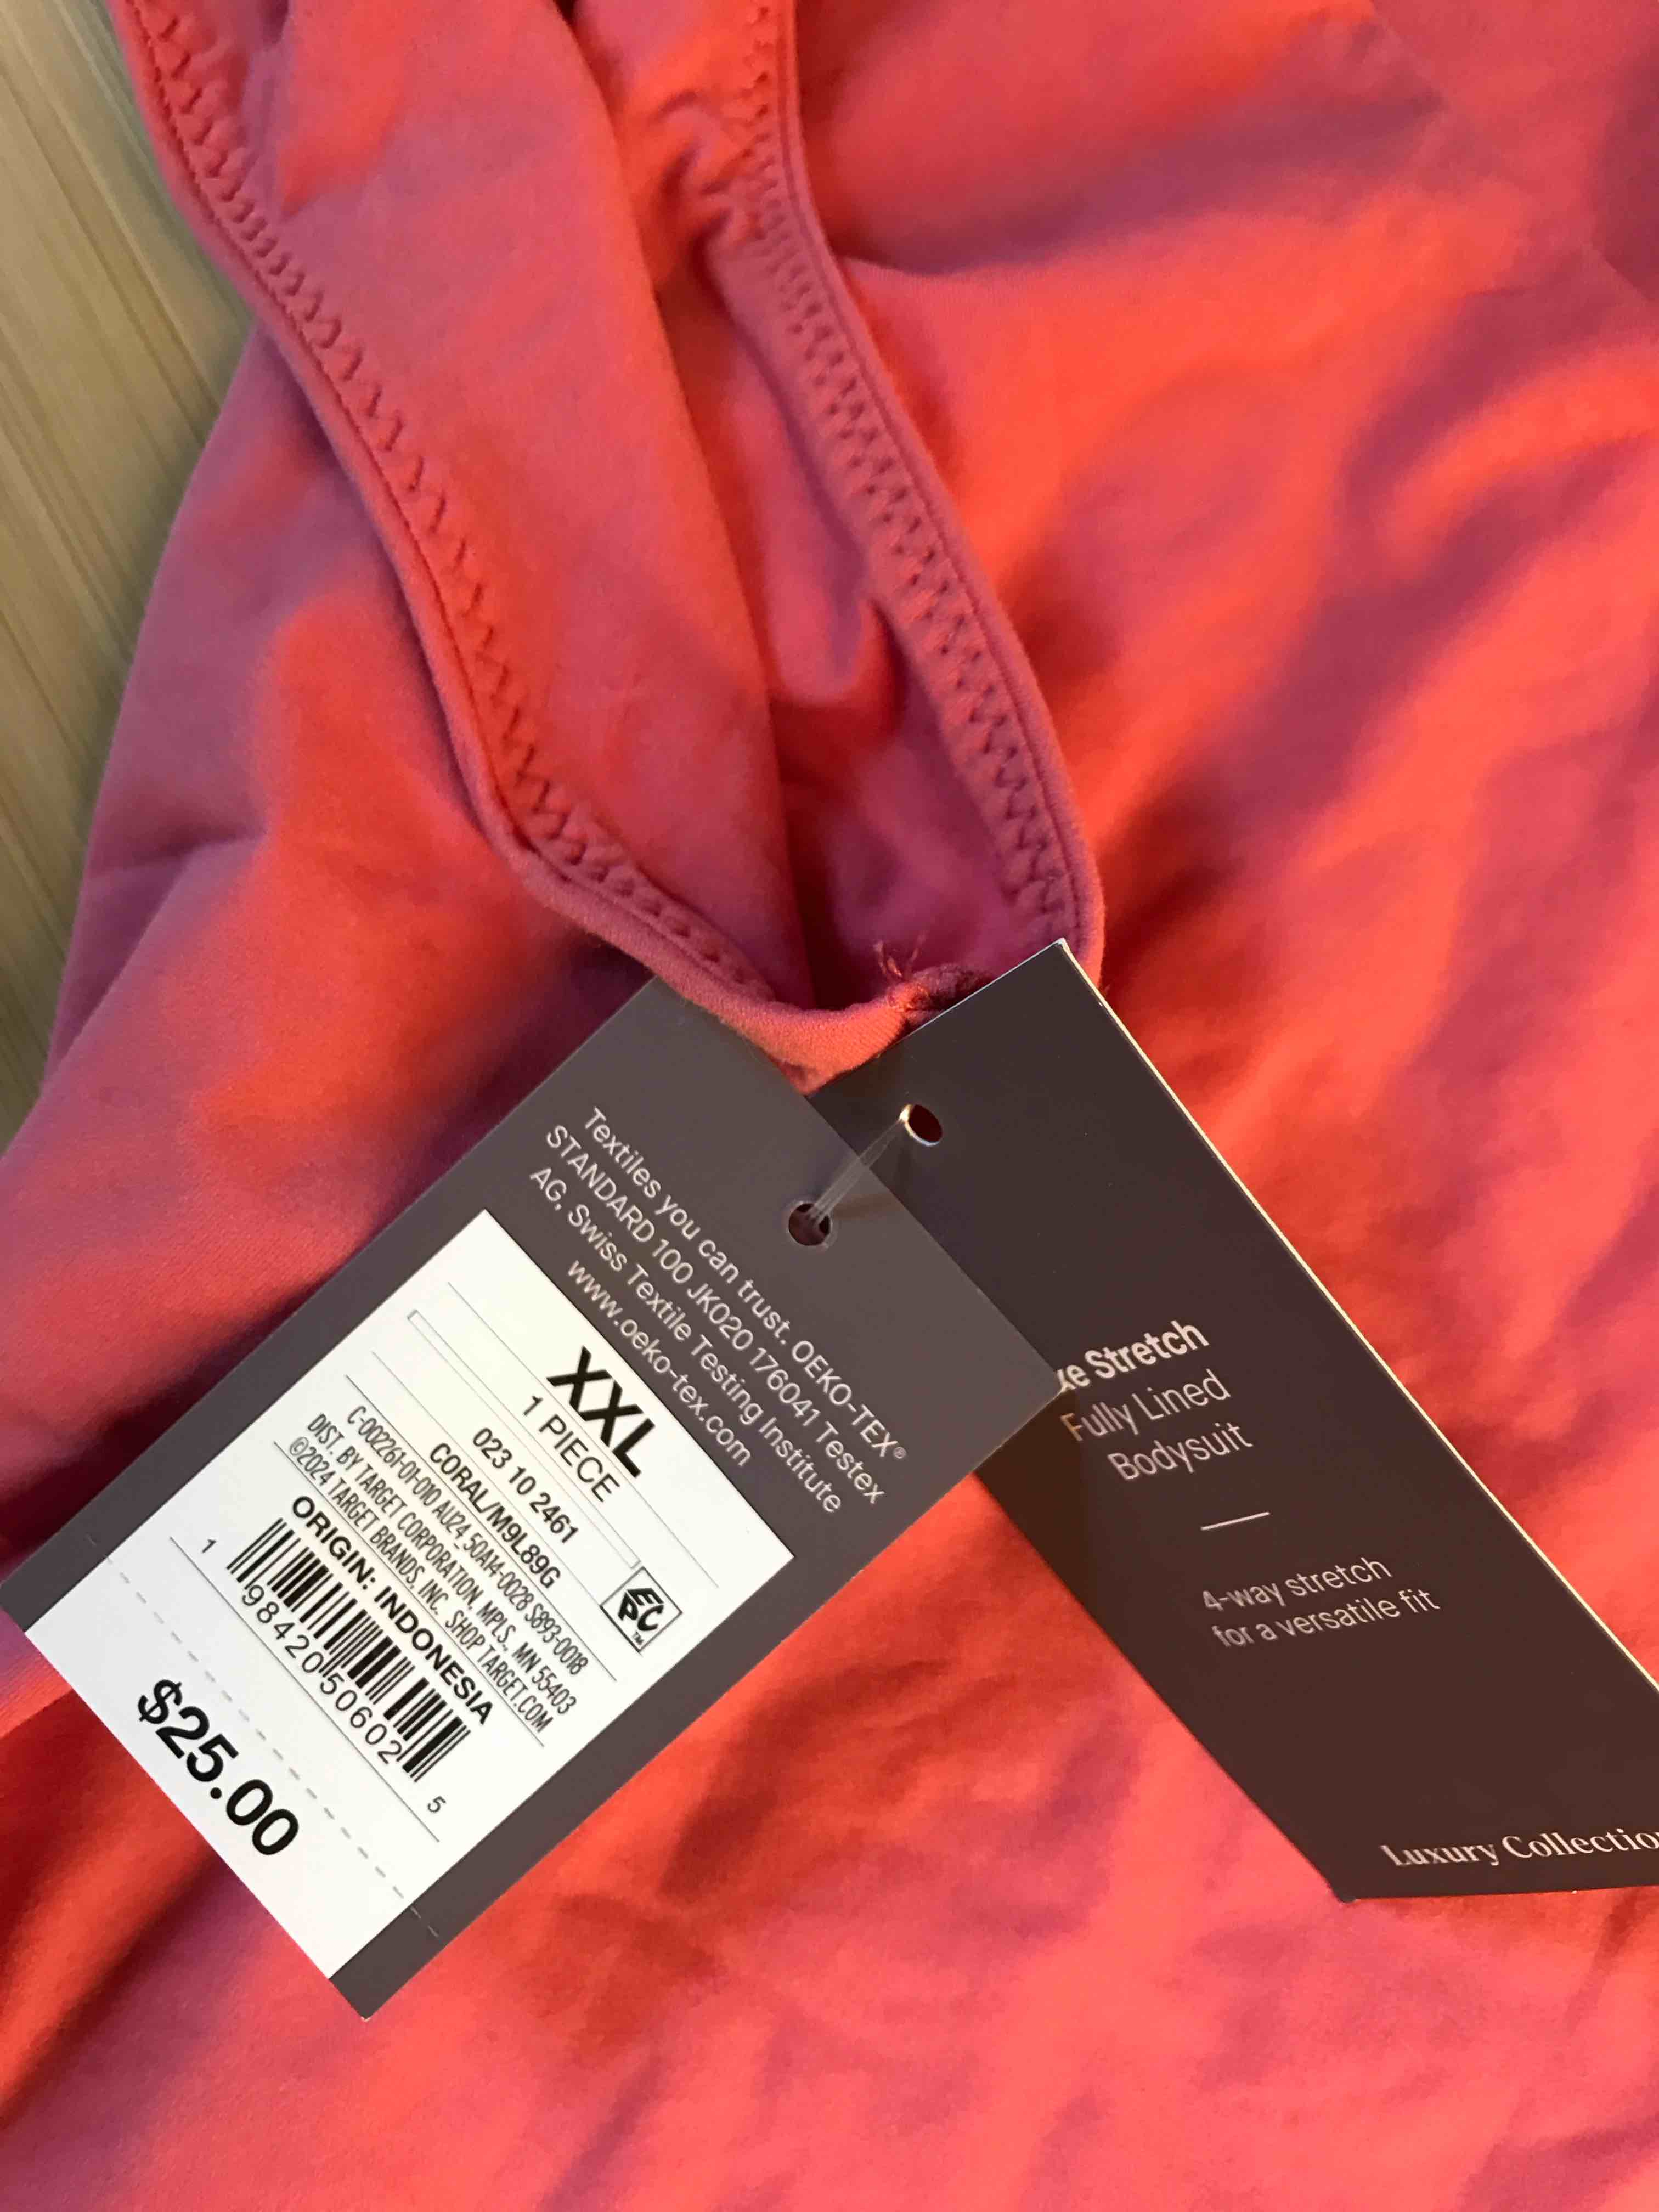 Textiles you can trust. OEKO-TEX®
STANDARD 100 JK020 176041 Testex
AG, Swiss Textile Testing Institute
www.oeko-tex.com
XXL
1 PIECE
023 10 2461
CORAL/M9L89G
C-002261-01-010 AU24_50A14-0028 S893-0018
DIST. BY TARGET CORPORATION, MPLS., MN 55403
©2024 TARGET BRANDS, INC. SHOP TARGET.COM
ORIGIN: INDONESIA
EPC™
1 98420 50602 5
$25.00
Stretch
Fully Lined
Bodysuit
4-way stretch
for a versatile fit
Luxury Collectio